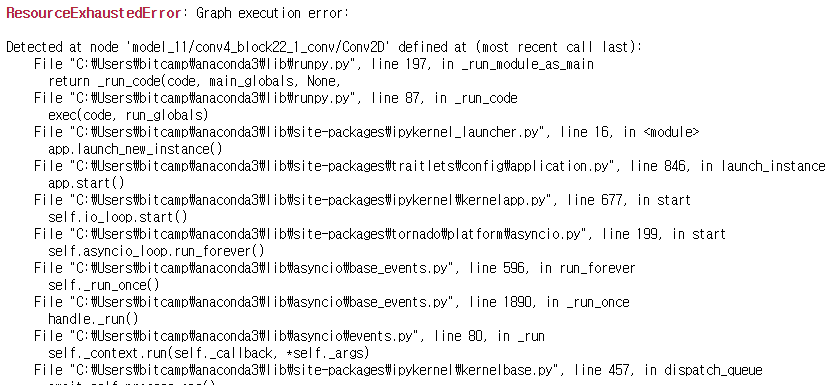 ResourceExhaustedError: Graph execution error:
Detected at node 'model_11/conv4_block22_1_conv/Conv2D' defined at (most recent call last):
File "C:₩Users₩bitcamp₩anaconda3₩lib₩runpy.py", line 197, in _run_module_as_main
return _run_code(code, main_globals, None,
File "C:₩Users₩bitcamp₩anaconda3₩lib₩runpy.py", line 87, in _run_code
exec(code, run_globals)
File "C:₩Users₩bitcamp₩anaconda3₩lib₩site-packages₩ipykernel_launcher.py", line 16, in <module>
app.launch_new_instance()
File "C:₩Users₩bitcamp₩anaconda3₩lib₩site-packages₩traitlets₩config₩application.py", line 846, in launch_instance
app.start()
File "C:₩Users₩bitcamp₩anaconda3₩lib₩site-packages₩ipykernel₩kernelapp.py", line 677, in start
self.io_loop.start()
File "C:₩Users₩bitcamp₩anaconda3₩lib₩site-packages₩tornado₩platform₩asyncio.py", line 199, in start
self.asyncio_loop.run_forever()
File "C:₩Users₩bitcamp₩anaconda3₩lib₩asyncio₩base_events.py", line 596, in run_forever
self._run_once()
File "C:₩Users₩bitcamp₩anaconda3₩lib₩asyncio₩base_events.py", line 1890, in _run_once
handle._run()
File "C:₩Users₩bitcamp₩anaconda3₩lib₩asyncio₩events.py", line 80, in _run
self._context.run(self._callback, *self._args)
File "C:₩Users₩bitcamp₩anaconda3₩lib₩site-packages₩ipykernel₩kernelbase.py", line 457, in dispatch_queue